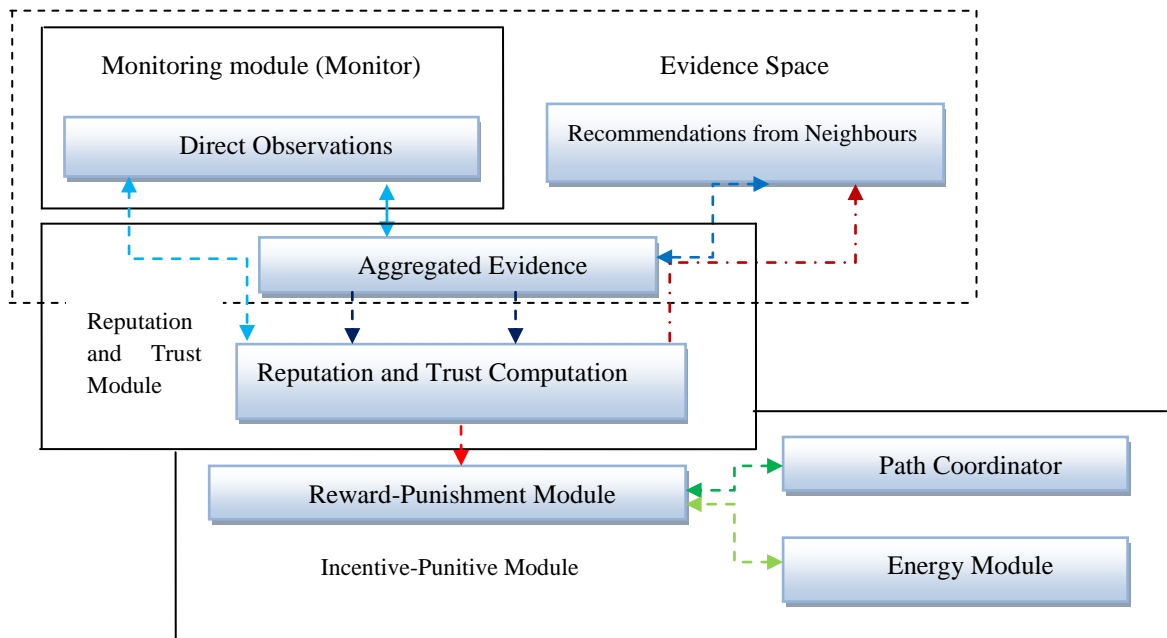 Monitoring module (Monitor)
Evidence Space
Direct Observations
Recommendations from Neighbours
Aggregated Evidence
Reputation
and Trust
Module
Reputation and Trust Computation
Reward-Punishment Module
Path Coordinator
Incentive-Punitive Module
Energy Module